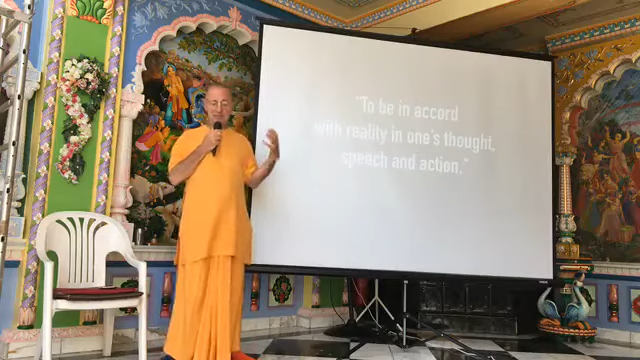 "To be in accord
with reality in one's thought,
speech and action."